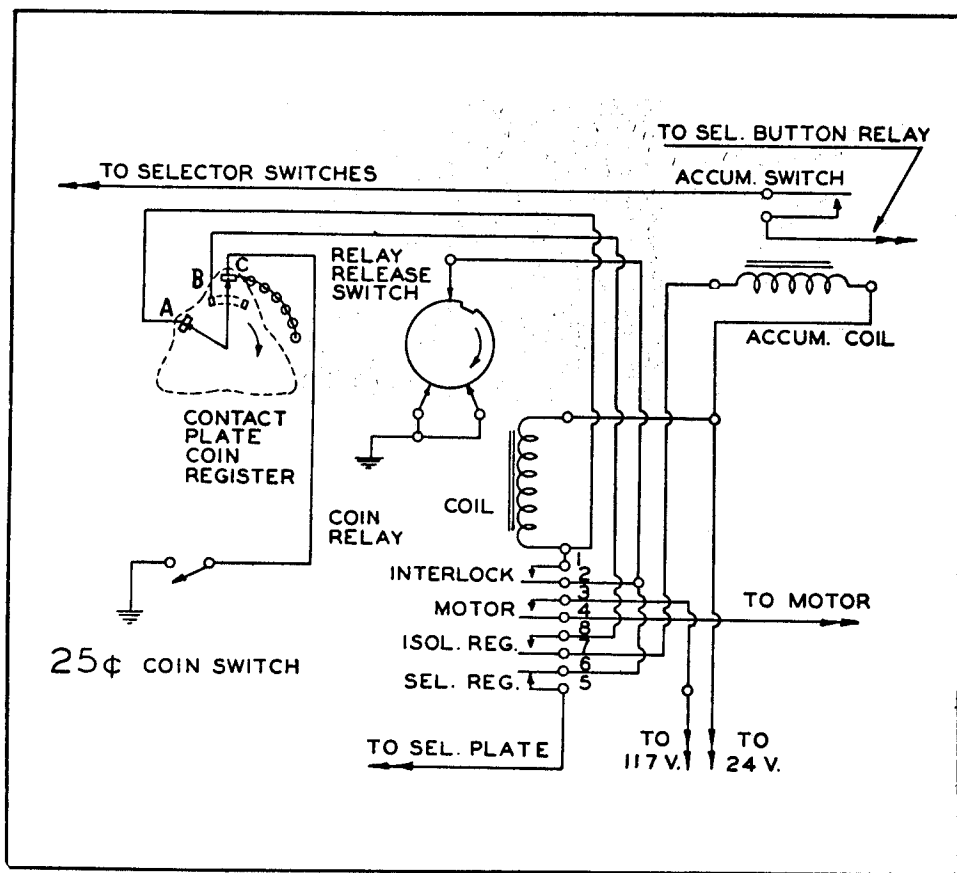 TO SEL. BUTTON RELAY
TO SELECTOR SWITCHES
ACCUM. SWITCH
B
C
A
RELAY
RELEASE
SWITCH
ACCUM. COIL
CONTACT
PLATE
COIN
REGISTER
COIL
COIN
RELAY
1
INTERLOCK
2
3
MOTOR
4
TO MOTOR
8
ISOL. REG.
7
6
SEL. REG.
5
25¢ COIN SWITCH
TO SEL. PLATE
TO
117 V.
TO
24 V.